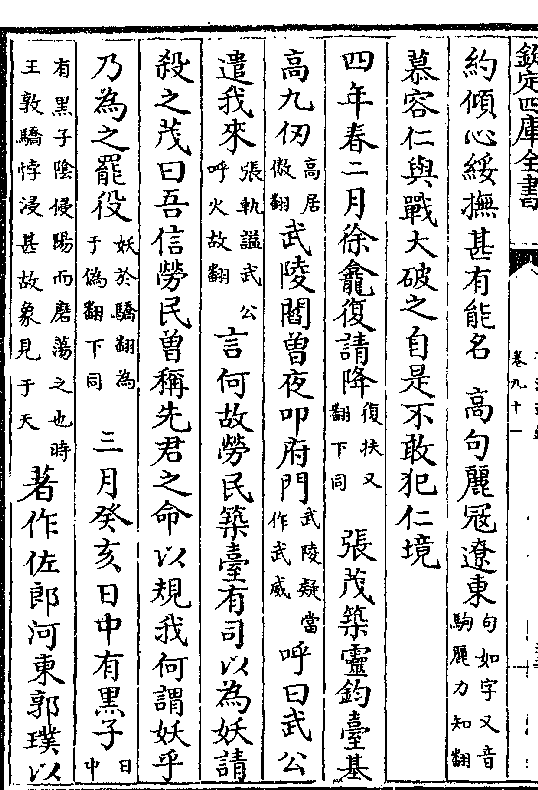 欽定四庫全書
卷九十一
約傾心綏撫甚有能名　高句麗冠遼東句如字又音駒麗力知翻
慕容仁與戰大破之自是不敢犯仁境
四年春二月徐龕復請降復扶又翻下同　張茂築靈鈞臺基
高九仞高居傲翻武陵閻曽夜叩府門武陵疑當作武威呼曰武公
遣我來張軌諡武公呼火故翻言何故勞民築臺有司以為妖請
殺之茂曰吾信勞民曽稱先君之命以規我何謂妖乎
乃為之罷役妖於驕翻為于偽翻下同　三月癸亥日中有黒子日中
有黒子陰侵陽而磨蕩之也時王敦驕悖浸甚故象見于天著作佐郎河東郭璞以